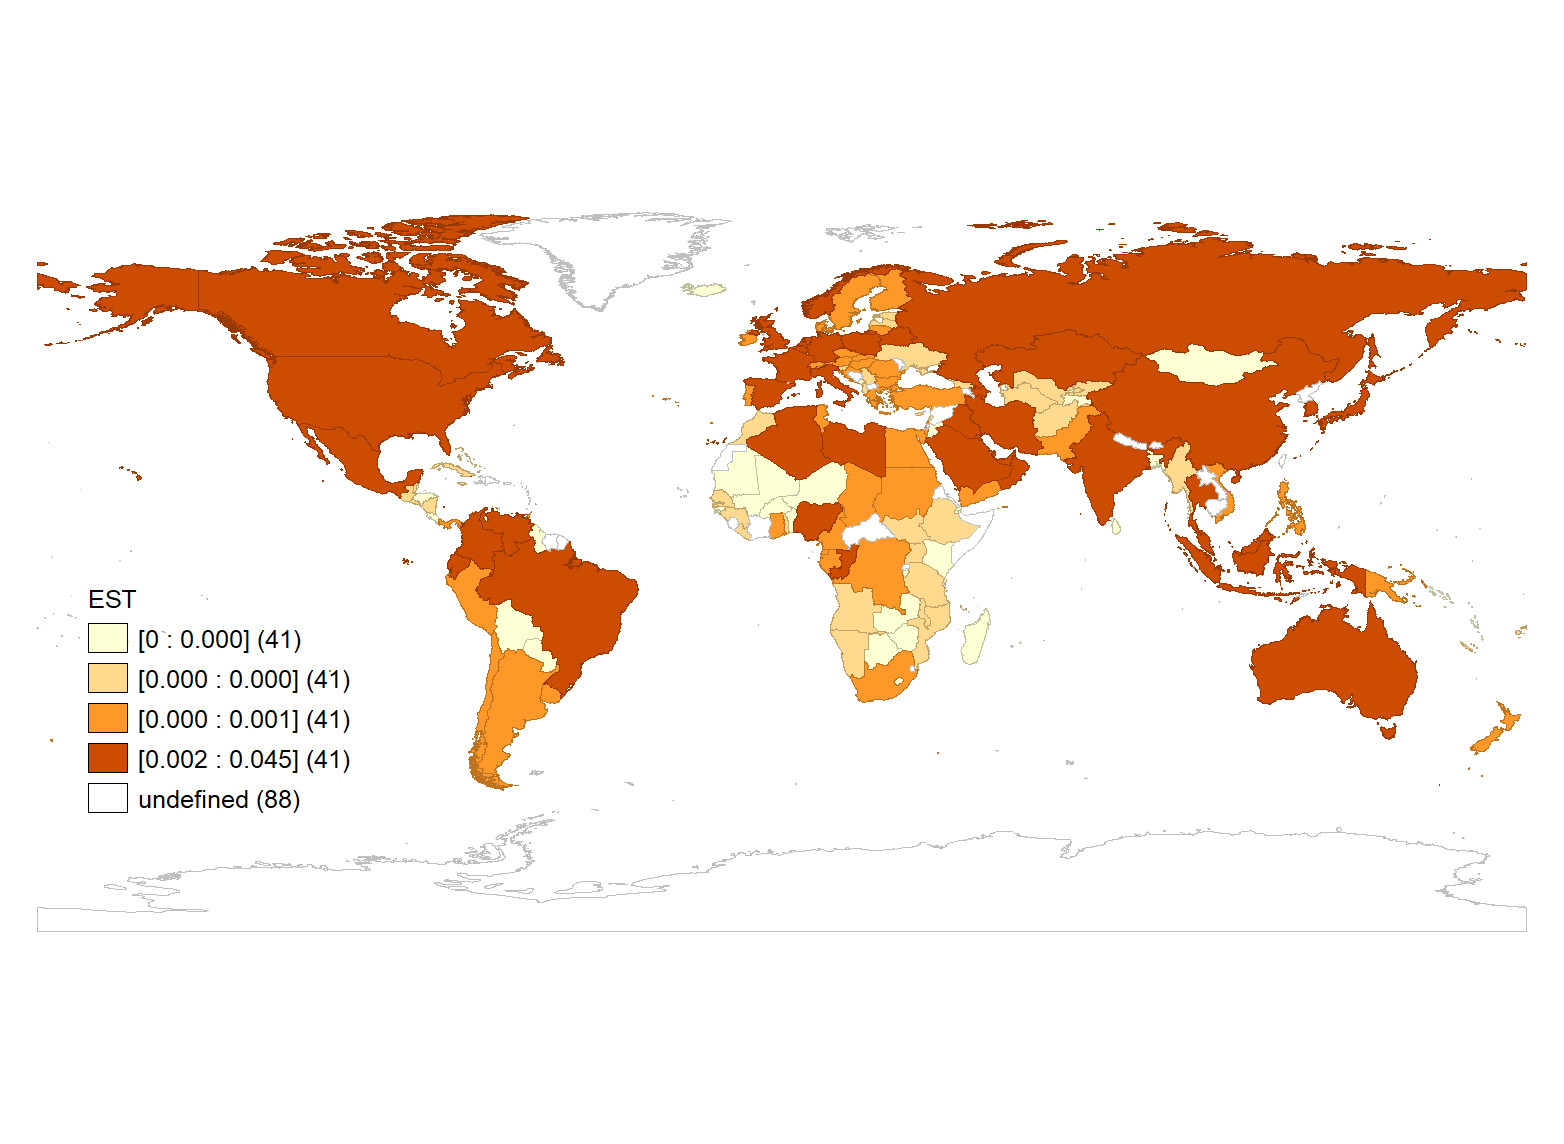 EST
[0 : 0.000] (41)
[0.000 : 0.000] (41)
[0.000 : 0.001] (41)
[0.002 : 0.045] (41)
undefined (88)